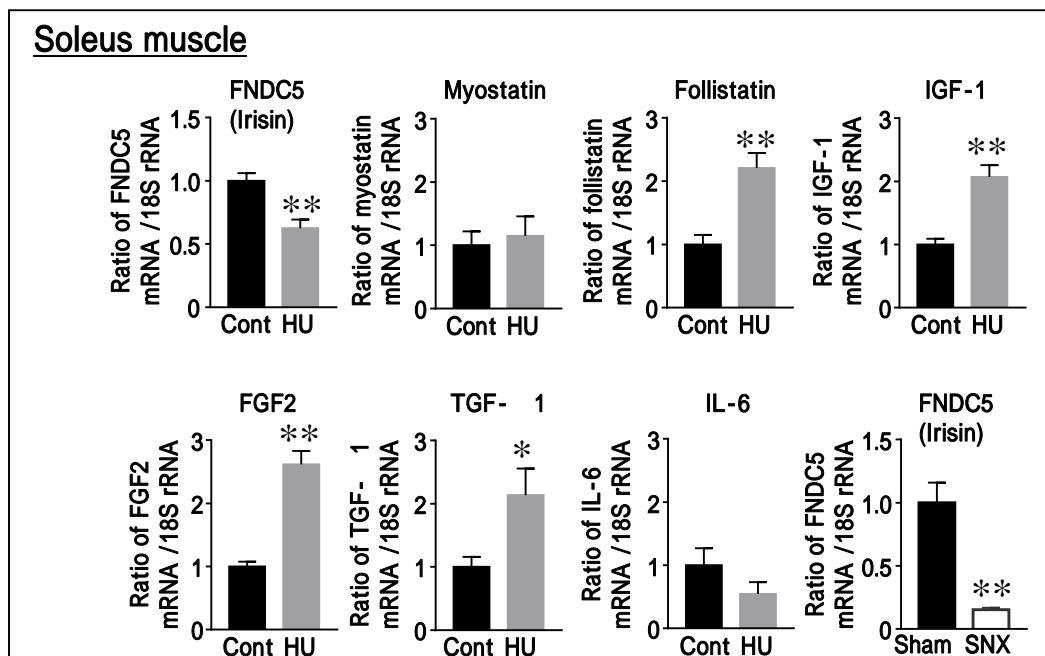 Soleus muscle
FNDC5
(Irisin)
Ratio of FNDC5
mRNA /18S rRNA
1.5
1.0
0.5
0
**
Cont HU
Myostatin
Ratio of myostatin
mRNA /18S rRNA
3
2
1
0
Cont HU
Follistatin
Ratio of follistatin
mRNA /18S rRNA
3
2
1
0
**
Cont HU
IGF-1
Ratio of IGF-1
mRNA /18S rRNA
3
2
1
0
**
Cont HU
FGF2
Ratio of FGF2
mRNA /18S rRNA
3
2
1
0
**
Cont HU
TGF- 1
Ratio of TGF- 1
mRNA /18S rRNA
3
2
1
0
*
Cont HU
IL-6
Ratio of IL-6
mRNA /18S rRNA
3
2
1
0
Cont HU
FNDC5
(Irisin)
Ratio of FNDC5
mRNA /18S rRNA
1.5
1.0
0.5
0
**
Sham SNX